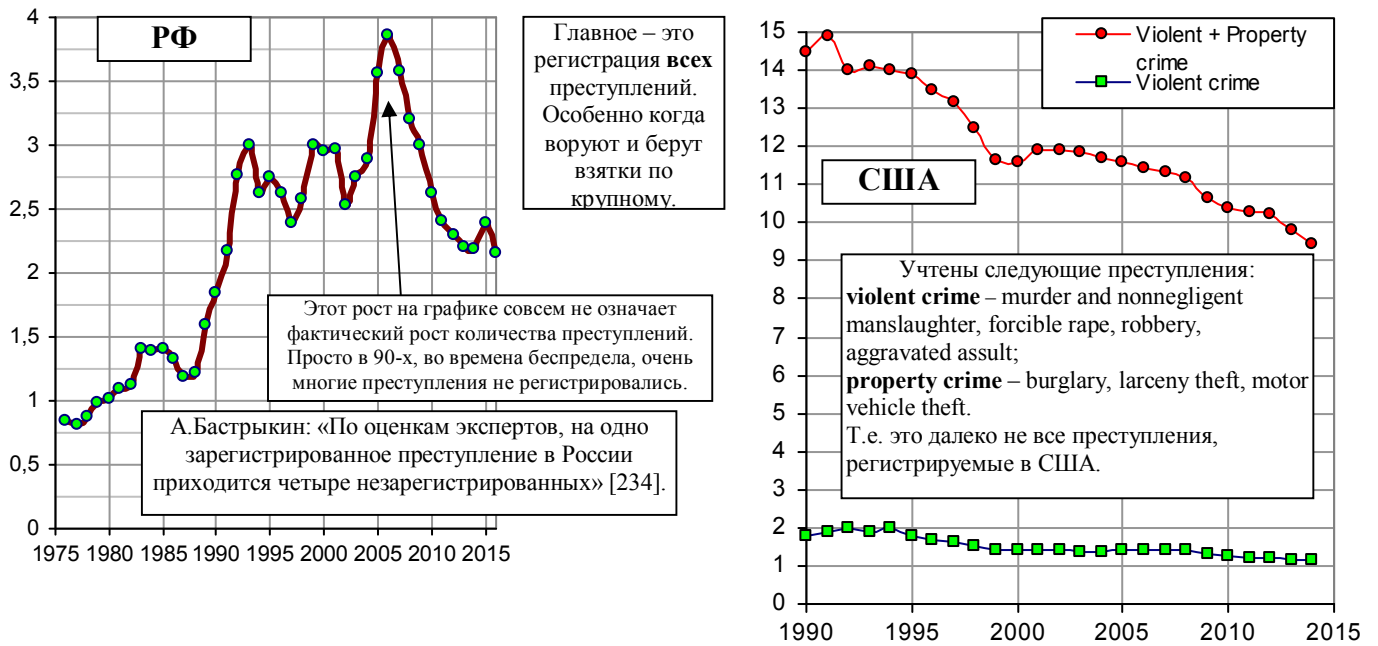 4
3,5
3
2,5
2
1,5
1
0,5
0
1975 1980 1985 1990 1995 2000 2005 2010 2015
РФ
Главное – это
регистрация всех
преступлений.
Особенно когда
воруют и берут
взятки по
крупному.
Этот рост на графике совсем не означает
фактический рост количества преступлений.
Просто в 90-х, во времена беспредела, очень
многие преступления не регистрировались.
А.Бастрыкин: «По оценкам экспертов, на одно
зарегистрированное преступление в России
приходится четыре незарегистрированных» [234].
15
14
13
12
11
10
9
8
7
6
5
4
3
2
1
0
1990 1995 2000 2005 2010 2015
Violent + Property
crime
Violent crime
США
Учтены следующие преступления:
violent crime – murder and nonnegligent
manslaughter, forcible rape, robbery,
aggravated assult;
property crime – burglary, larceny theft, motor
vehicle theft.
Т.е. это далеко не все преступления,
регистрируемые в США.